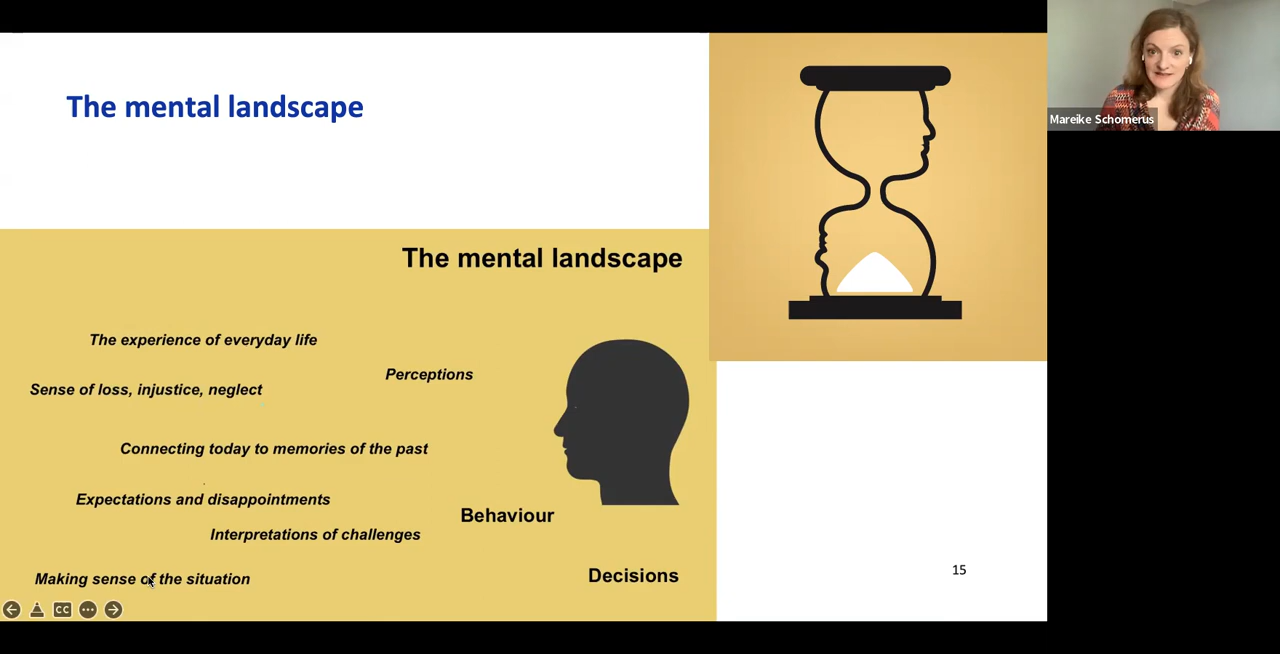 The mental landscape
Mareike Schomerus
The mental landscape
The experience of everyday life
Perceptions
Sense of loss, injustice, neglect
Connecting today to memories of the past
Expectations and disappointments
Behaviour
Interpretations of challenges
15
Decisions
Making sense of the situation
CC